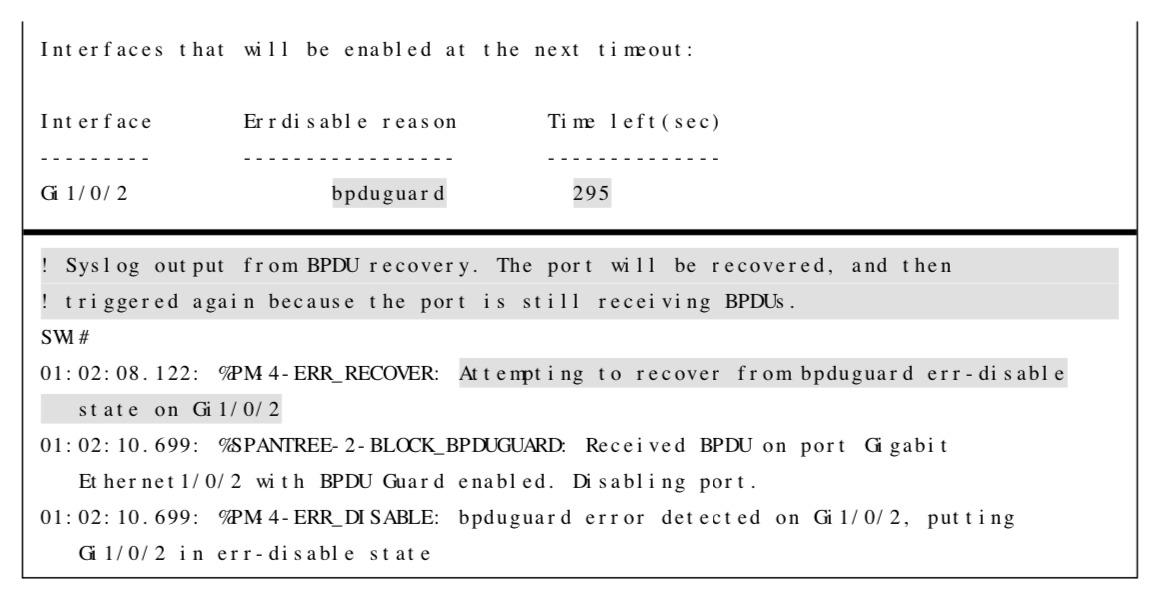 Interfaces that will be enabled at the next timeout:
Interface Errdisable reason Time left(sec)
--------- ----------------- --------------
Gi1/0/2 bpduguard 295
! Syslog output from BPDU recovery. The port will be recovered, and then
! triggered again because the port is still receiving BPDUs.
SW1#
01:02:08.122: %PM-4-ERR_RECOVER: Attempting to recover from bpduguard err-disable
state on Gi1/0/2
01:02:10.699: %SPANTREE-2-BLOCK_BPDUGUARD: Received BPDU on port Gigabit
Ethernet1/0/2 with BPDU Guard enabled. Disabling port.
01:02:10.699: %PM-4-ERR_DISABLE: bpduguard error detected on Gi1/0/2, putting
Gi1/0/2 in err-disable state